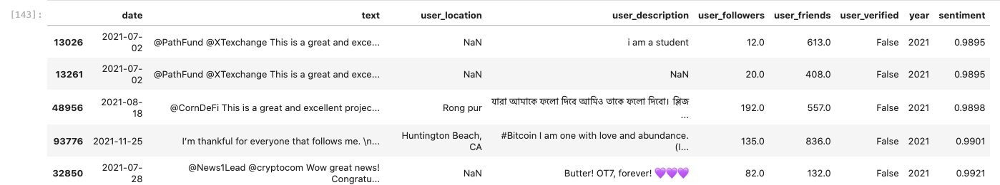 [143]:
date text user_location user_description user_followers user_friends user_verified year sentiment
13026 2021-07-02 @PathFund @XTexchange This is a great and exce... NaN i am a student 12.0 613.0 False 2021 0.9895
13261 2021-07-02 @PathFund @XTexchange This is a great and exce... NaN NaN 20.0 408.0 False 2021 0.9895
48956 2021-08-18 @CornDeFi This is a great and excellent projec... Rong pur যারা আমাকে ফলো দিবে আমিও তাকে ফলো দিবো। প্লিজ ... 192.0 557.0 False 2021 0.9898
93776 2021-11-25 I’m thankful for everyone that follows me. \n... Huntington Beach, CA #Bitcoin I am one with love and abundance. (I... 135.0 836.0 False 2021 0.9901
32850 2021-07-28 @News1Lead @cryptocom Wow great news! Congratu... NaN Butter! OT7, forever! 💜💜💜 82.0 132.0 False 2021 0.9921